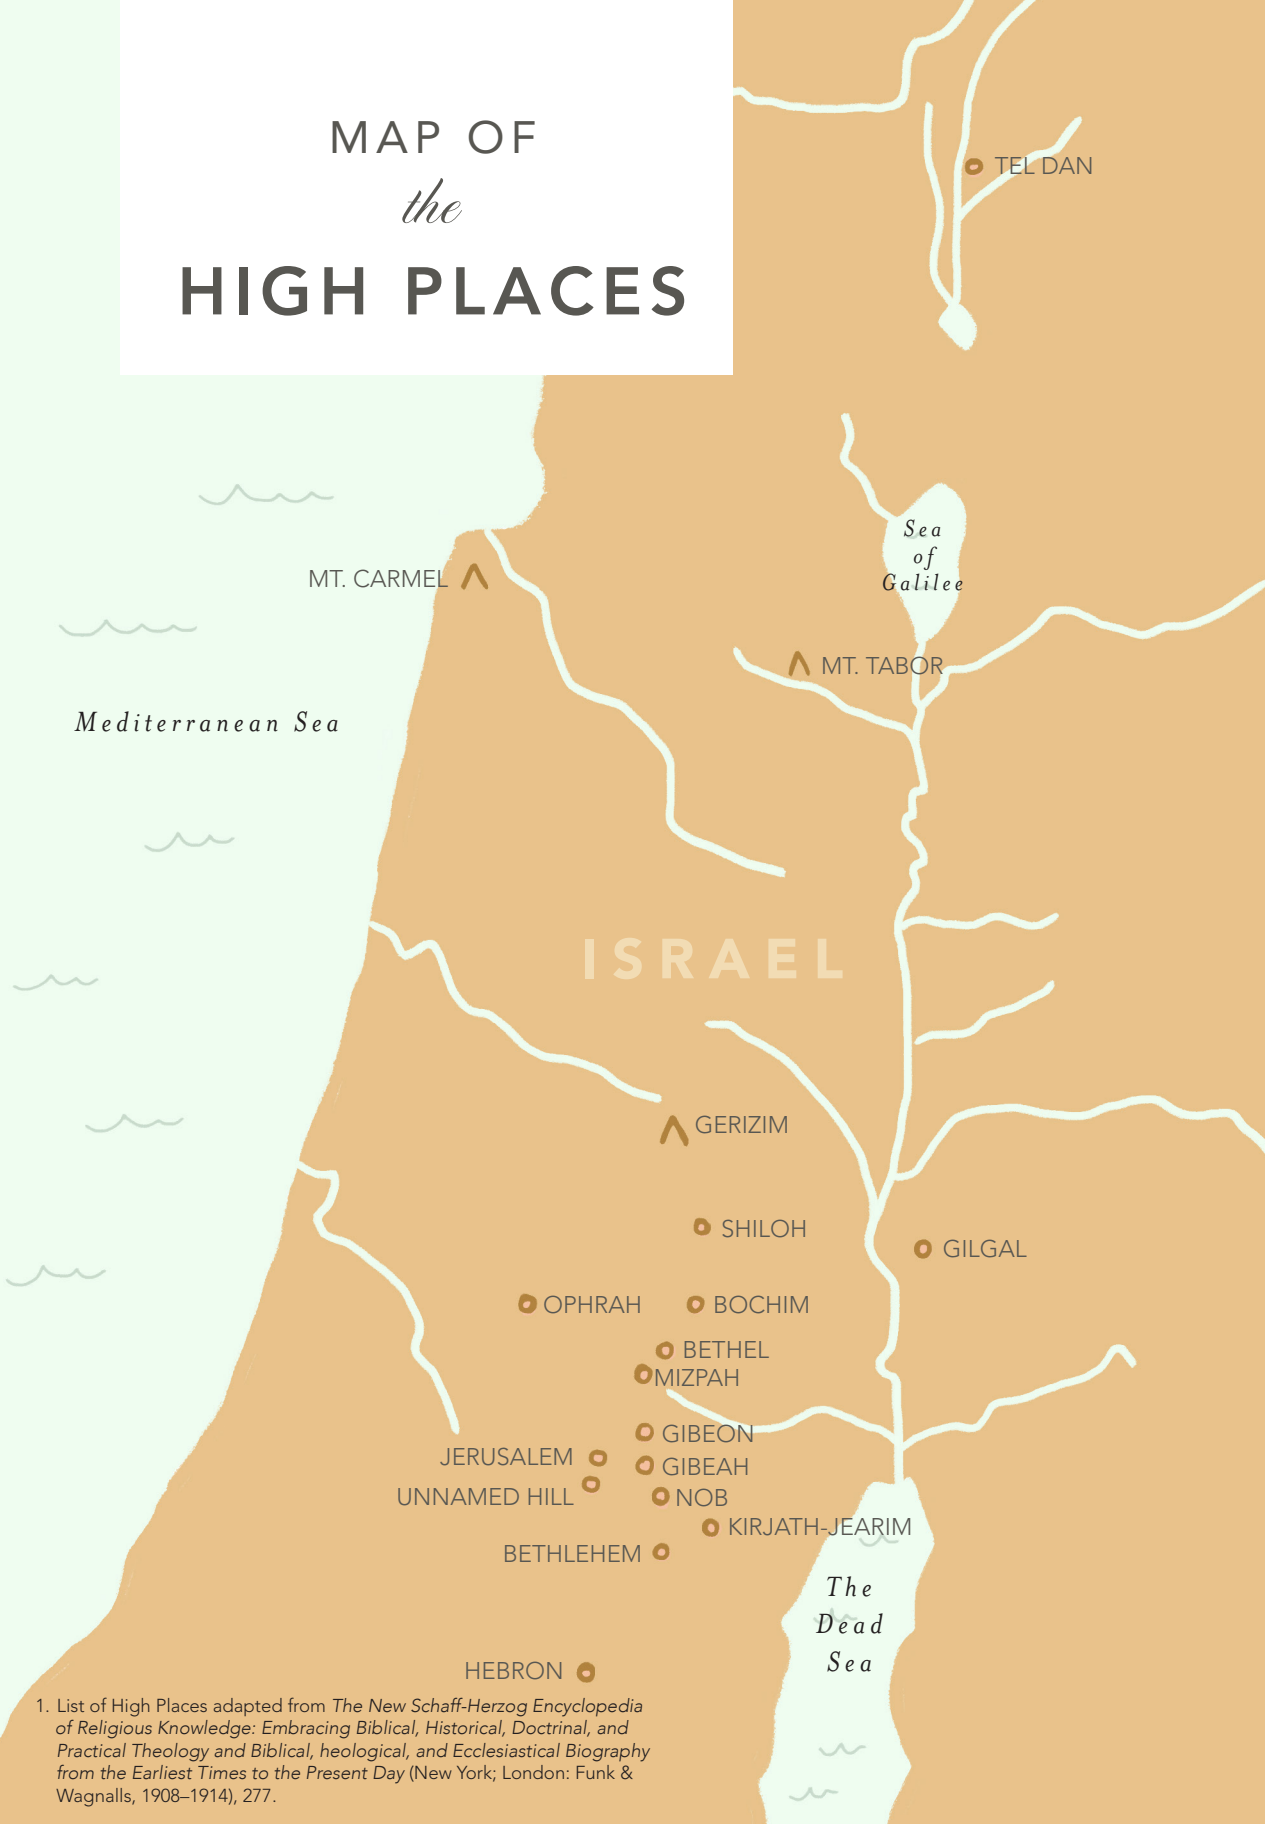 MAP OF
the
HIGH PLACES
TEL DAN
Sea
of
Galilee
MT. CARMEL
MT. TABOR
Mediterranean Sea
ISRAEL
GERIZIM
SHILOH
GILGAL
OPHRAH
BOCHIM
BETHEL
MIZPAH
GIBEON
JERUSALEM
GIBEAH
UNNAMED HILL
NOB
KIRJATH-JEARIM
BETHLEHEM
The
Dead
Sea
HEBRON
1. List of High Places adapted from The New Schaff-Herzog Encyclopedia
of Religious Knowledge: Embracing Biblical, Historical, Doctrinal, and
Practical Theology and Biblical, heological, and Ecclesiastical Biography
from the Earliest Times to the Present Day (New York; London: Funk &
Wagnalls, 1908–1914), 277.